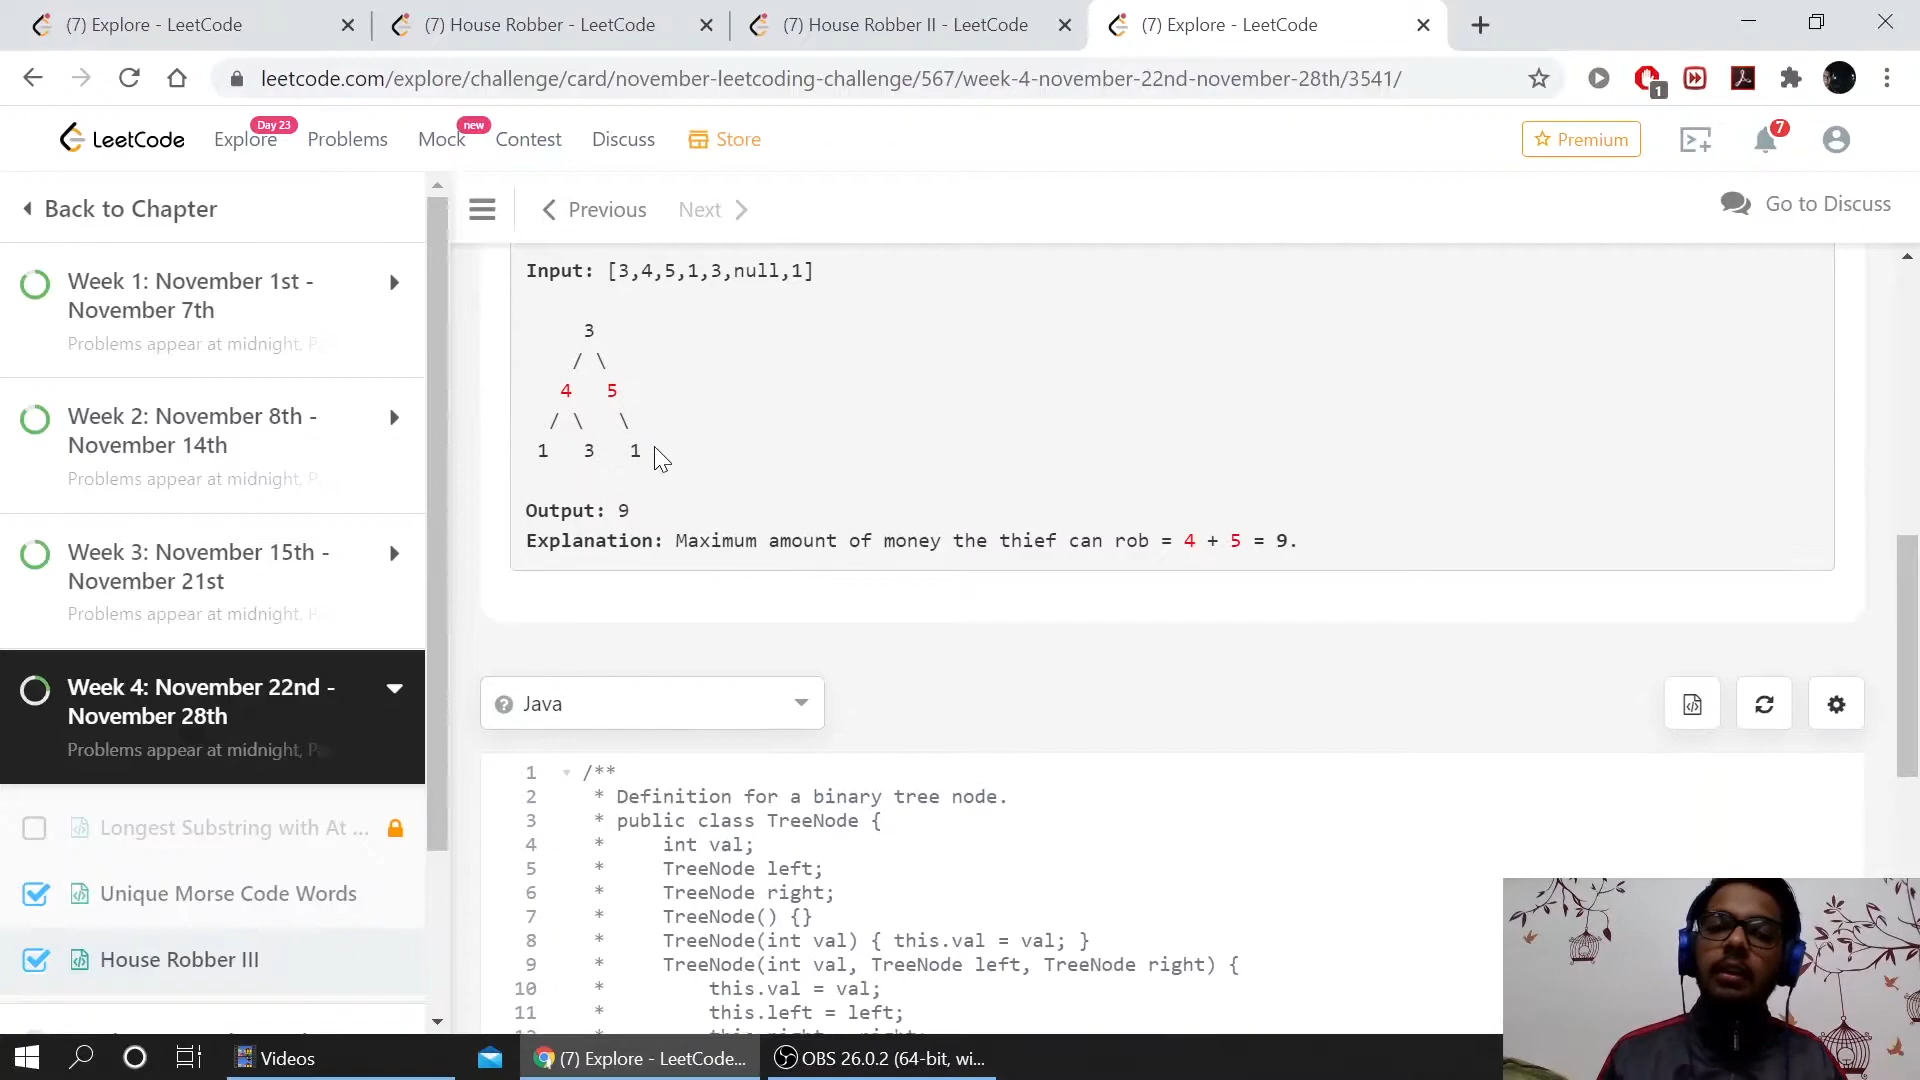 (7) Explore - LeetCode
(7) House Robber - LeetCode
(7) House Robber II - LeetCode
(7) Explore - LeetCode
leetcode.com/explore/challenge/card/november-leetcoding-challenge/567/week-4-november-22nd-november-28th/3541/
1
LeetCode
Explore
Day 23
Problems
Mock
new
Contest
Discuss
Store
Premium
7
Back to Chapter
Previous
Next
Go to Discuss
Week 1: November 1st -
November 7th
Problems appear at midnight,
Week 2: November 8th -
November 14th
Problems appear at midnight,
Week 3: November 15th -
November 21st
Problems appear at midnight,
Week 4: November 22nd -
November 28th
Problems appear at midnight,
Longest Substring with At ...
Unique Morse Code Words
House Robber III
Input: [3,4,5,1,3,null,1]
3
/ \
4 5
/ \ \
1 3 1
Output: 9
Explanation: Maximum amount of money the thief can rob = 4 + 5 = 9.
Java
1 /**
2 * Definition for a binary tree node.
3 * public class TreeNode {
4 * int val;
5 * TreeNode left;
6 * TreeNode right;
7 * TreeNode() {}
8 * TreeNode(int val) { this.val = val; }
9 * TreeNode(int val, TreeNode left, TreeNode right) {
10 * this.val = val;
11 * this.left = left;
Videos
(7) Explore - LeetCode...
OBS 26.0.2 (64-bit, wi...